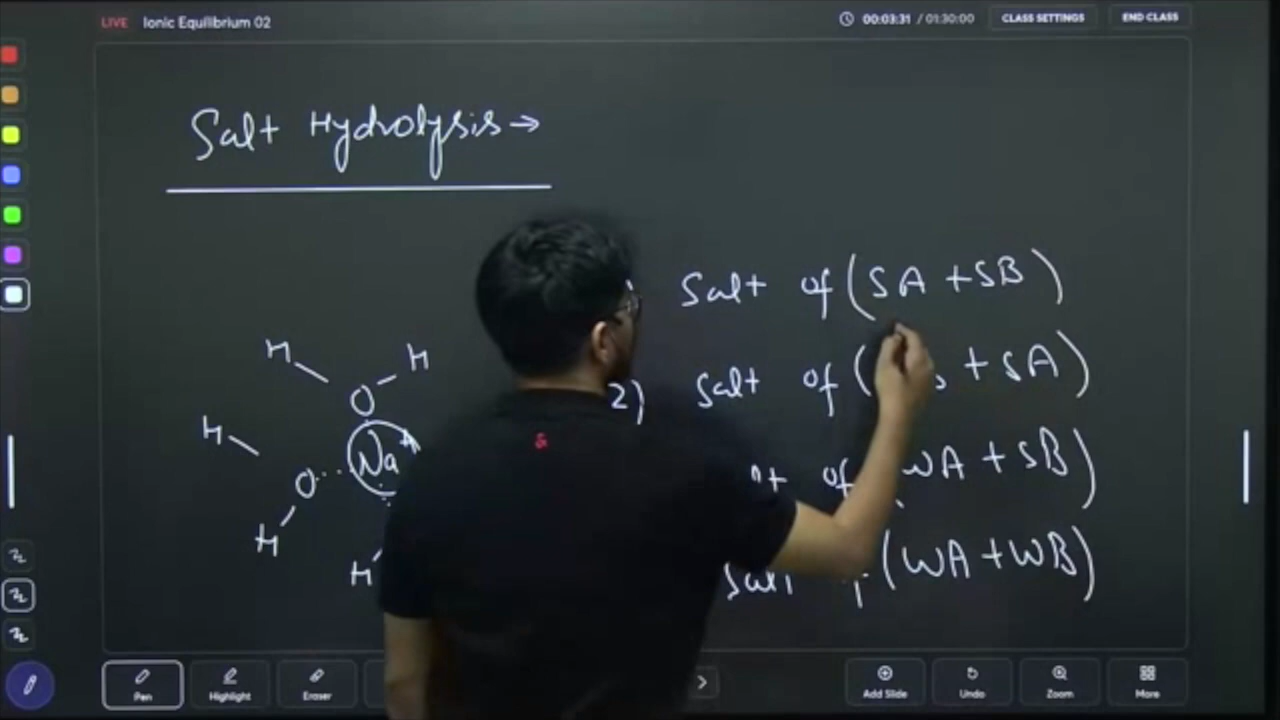 LIVE Ionic Equilibrium 02
00:03:31 / 01:30:00 CLASS SETTINGS END CLASS
Salt Hydrolysis →
Salt of (SA + SB)
2) Salt of ( + SA)
of WA + SB)
(WA + WB)
H H
O
H Na+
O
H
H
Pen Highlight Eraser Add Slide Undo Zoom More